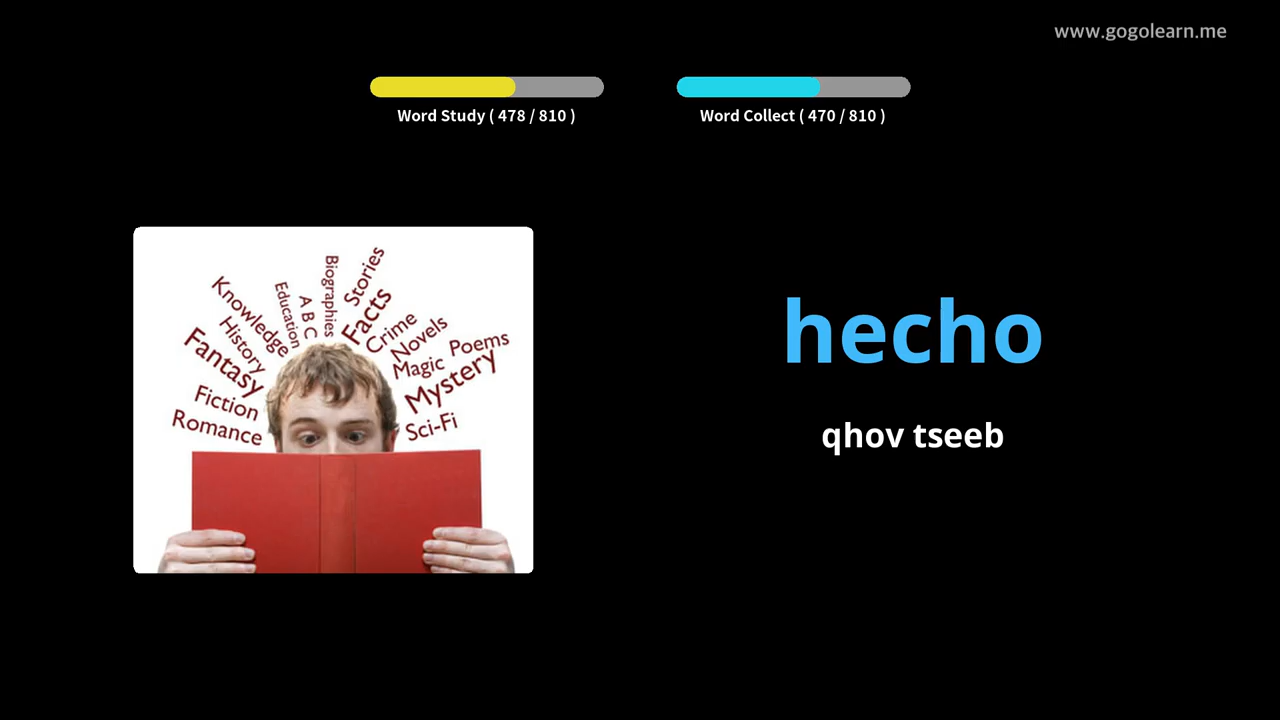 www.gogolearn.me
Word Study ( 478 / 810 )
Word Collect ( 470 / 810 )
hecho
qhov tseeb
Stories
Biographies
Education
A B C
Facts
Knowledge
Crime
History
Novels
Poems
Fantasy
Magic
Mystery
Fiction
Romance
Sci-Fi